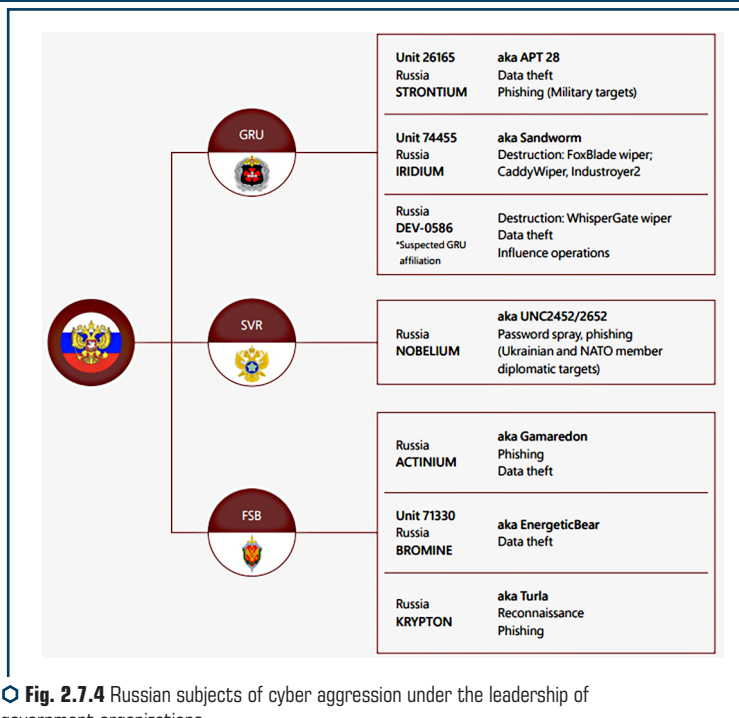 GRU
Unit 26165
Russia
STRONTIUM
aka APT 28
Data theft
Phishing (Military targets)
Unit 74455
Russia
IRIDIUM
aka Sandworm
Destruction: FoxBlade wiper;
CaddyWiper, Industroyer2
Russia
DEV-0586
*Suspected GRU
affiliation
Destruction: WhisperGate wiper
Data theft
Influence operations
SVR
Russia
NOBELIUM
aka UNC2452/2652
Password spray, phishing
(Ukrainian and NATO member
diplomatic targets)
FSB
Russia
ACTINIUM
aka Gamaredon
Phishing
Data theft
Unit 71330
Russia
BROMINE
aka EnergeticBear
Data theft
Russia
KRYPTON
aka Turla
Reconnaissance
Phishing
Fig. 2.7.4 Russian subjects of cyber aggression under the leadership of
government organizations